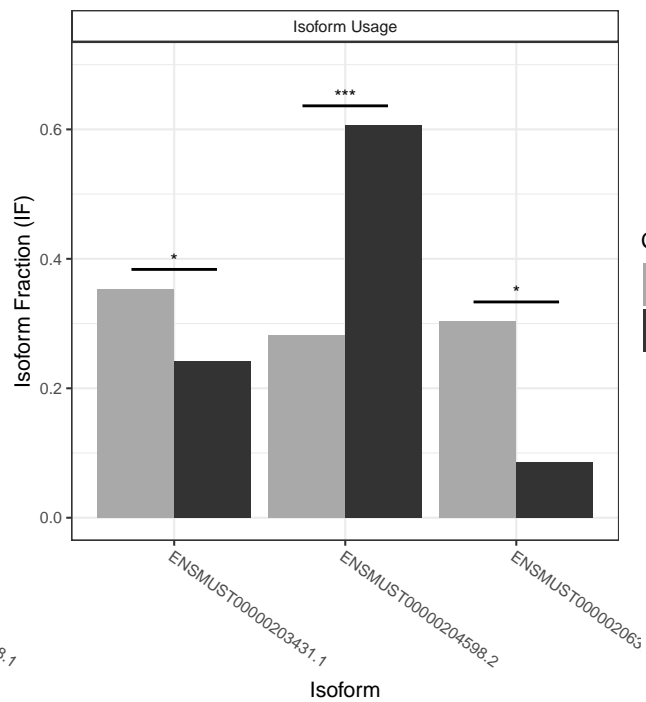 Isoform Usage
***
*
*
0.6
0.4
0.2
0.0
Isoform Fraction (IF)
ENSMUST00000203431.1
ENSMUST00000204598.2
Isoform